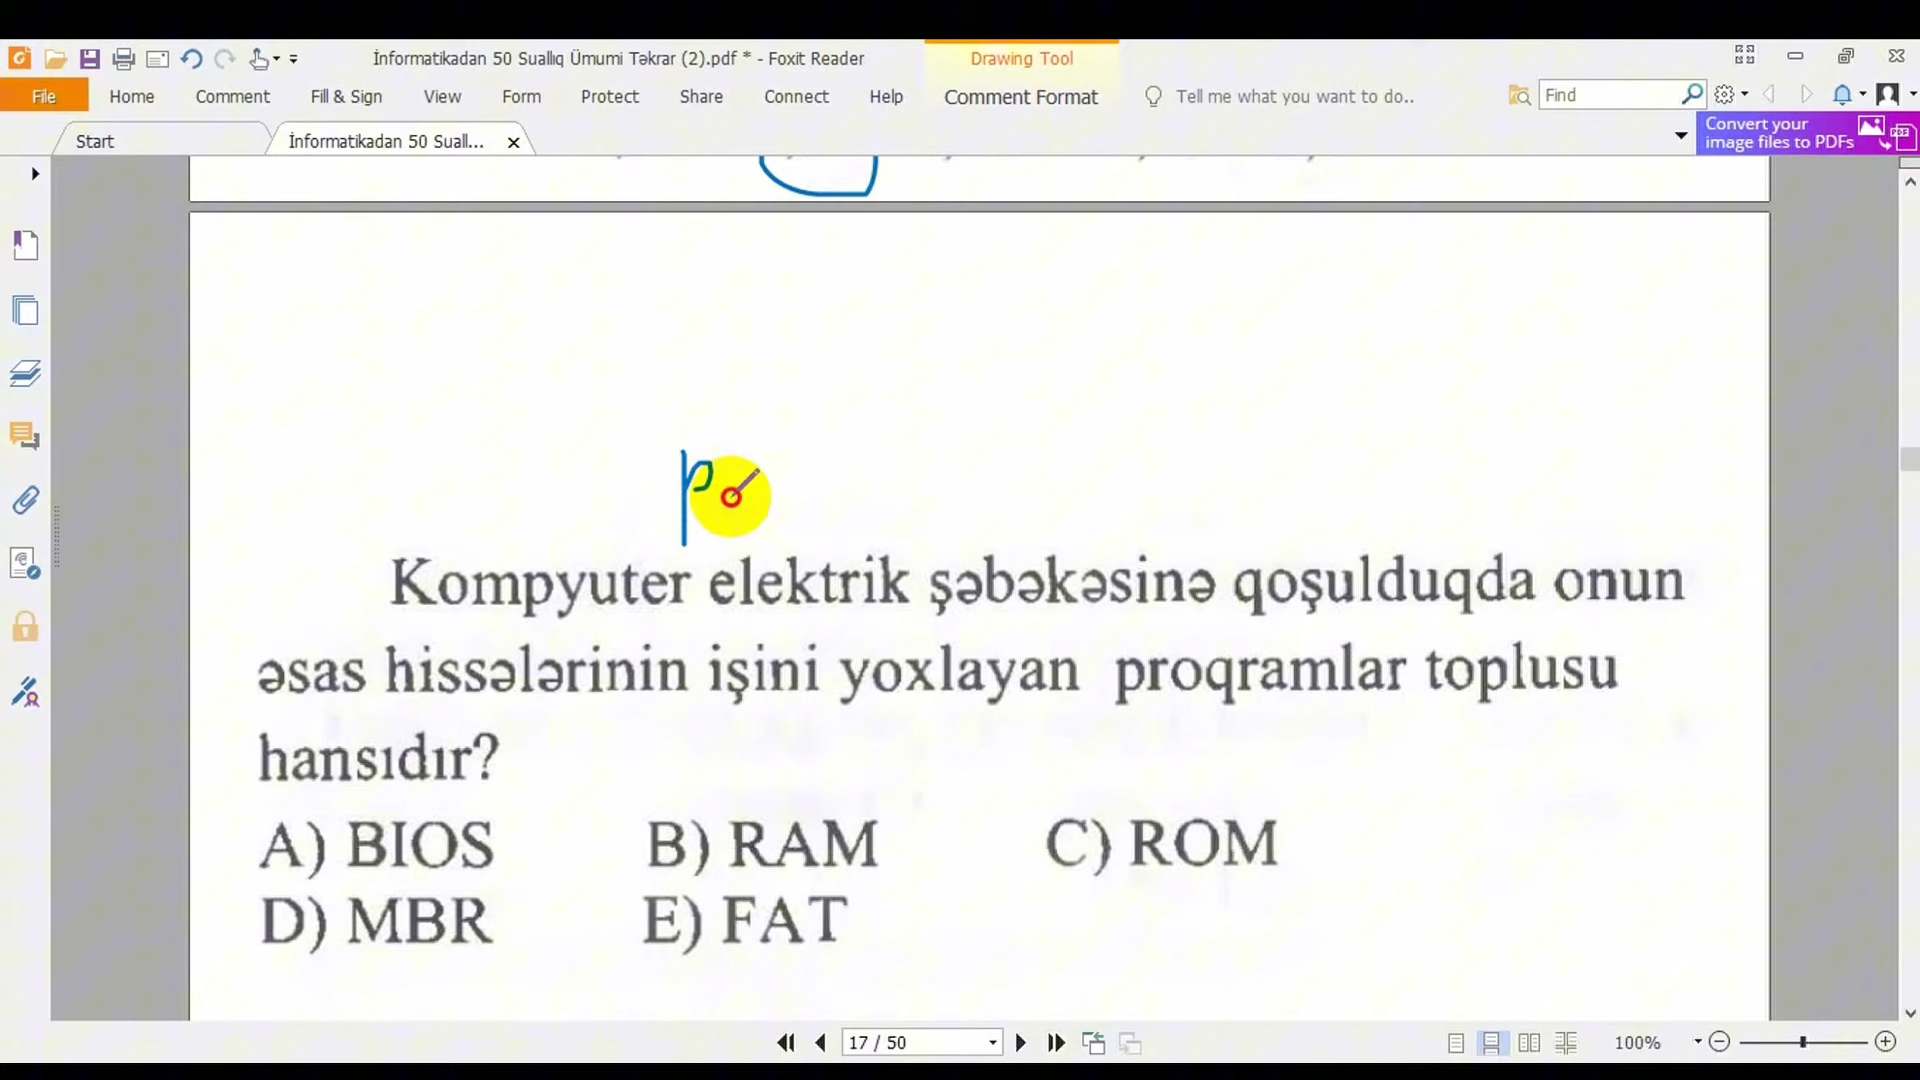 İnformatikadan 50 Suallıq Ümumi Təkrar (2).pdf * - Foxit Reader
Drawing Tool
File Home Comment Fill & Sign View Form Protect Share Connect Help Comment Format Tell me what you want to do.. Find
Start İnformatikadan 50 Suall...
Convert your
image files to PDFs
p
Kompyuter elektrik şəbəkəsinə qoşulduqda onun
əsas hissələrinin işini yoxlayan proqramlar toplusu
hansıdır?
A) BIOS B) RAM C) ROM
D) MBR E) FAT
17 / 50 100%